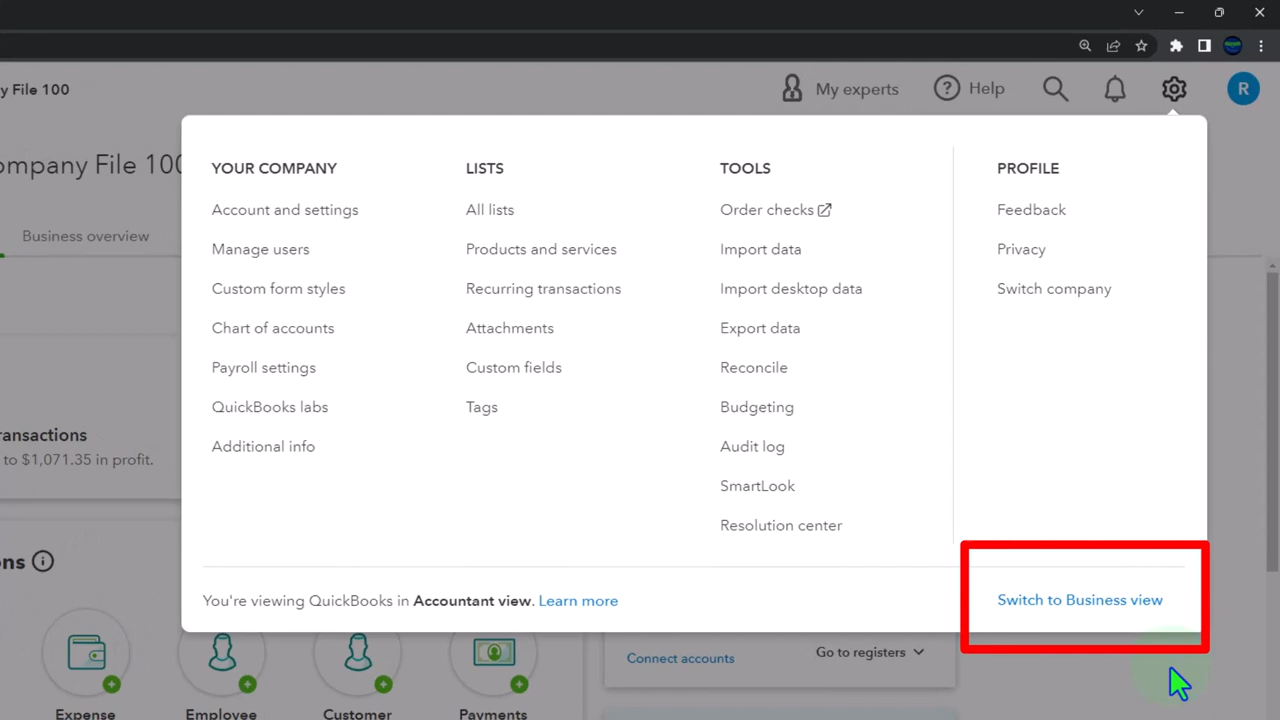 y File 100
My experts
Help
R
ompany File 100
Business overview
YOUR COMPANY
Account and settings
Manage users
Custom form styles
Chart of accounts
Payroll settings
QuickBooks labs
Additional info
LISTS
All lists
Products and services
Recurring transactions
Attachments
Custom fields
Tags
TOOLS
Order checks
Import data
Import desktop data
Export data
Reconcile
Budgeting
Audit log
SmartLook
Resolution center
PROFILE
Feedback
Privacy
Switch company
You're viewing QuickBooks in Accountant view. Learn more
Switch to Business view
ransactions
to $1,071.35 in profit.
ns
Expense
Employee
Customer
Payments
Connect accounts
Go to registers